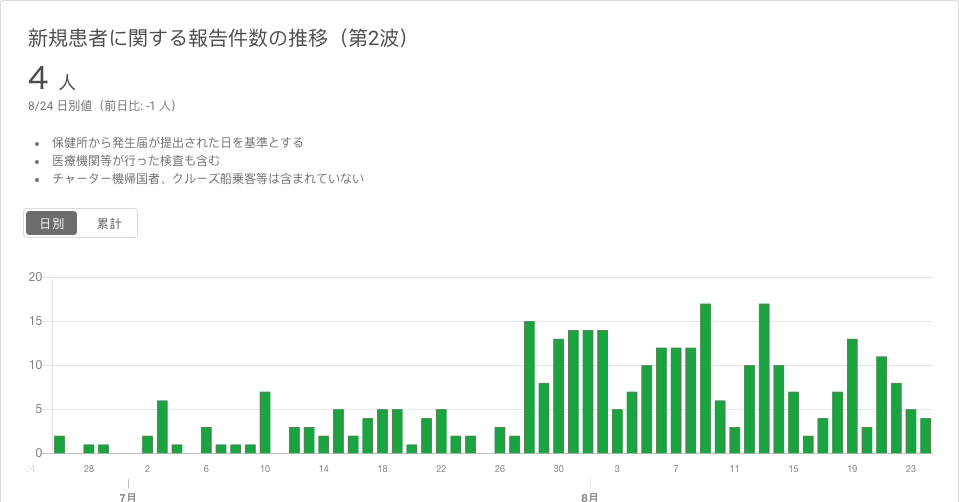 新規患者に関する報告件数の推移（第2波）
4 人
8/24 日別値（前日比: -1 人）
保健所から発生届が提出された日を基準とする
医療機関等が行った検査も含む
チャーター機帰国者、クルーズ船乗客等は含まれていない
日別 累計
20
15
10
5
0
24 28 2 6 10 14 18 22 26 30 3 7 11 15 19 23
7月 8月